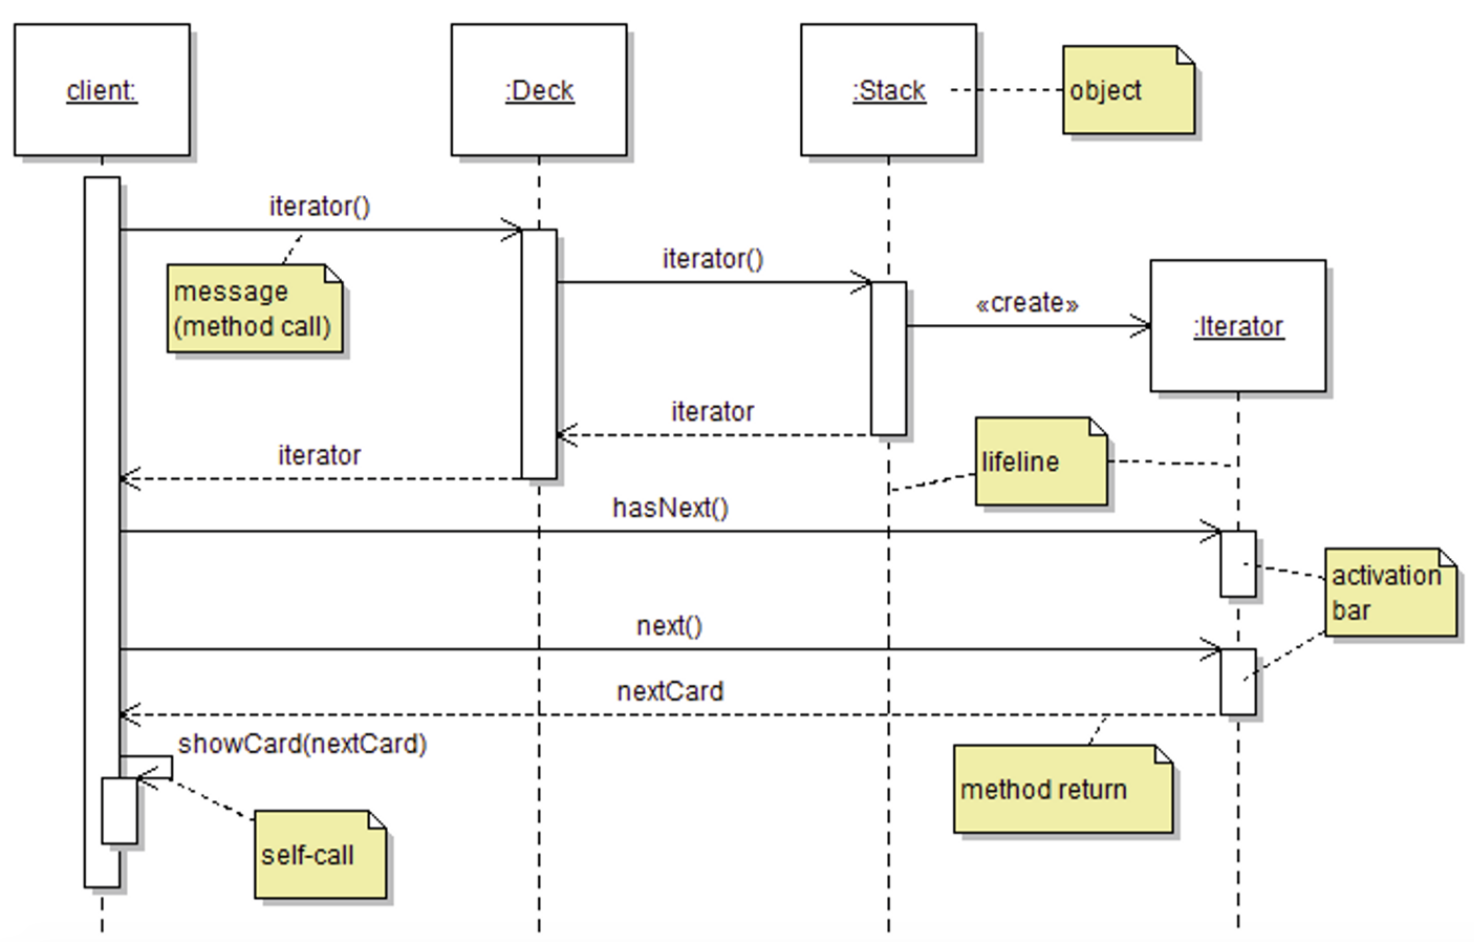 client:
:Deck
:Stack
object
iterator()
message
(method call)
iterator()
«create»
:Iterator
iterator
iterator
lifeline
hasNext()
activation
bar
next()
nextCard
showCard(nextCard)
method return
self-call